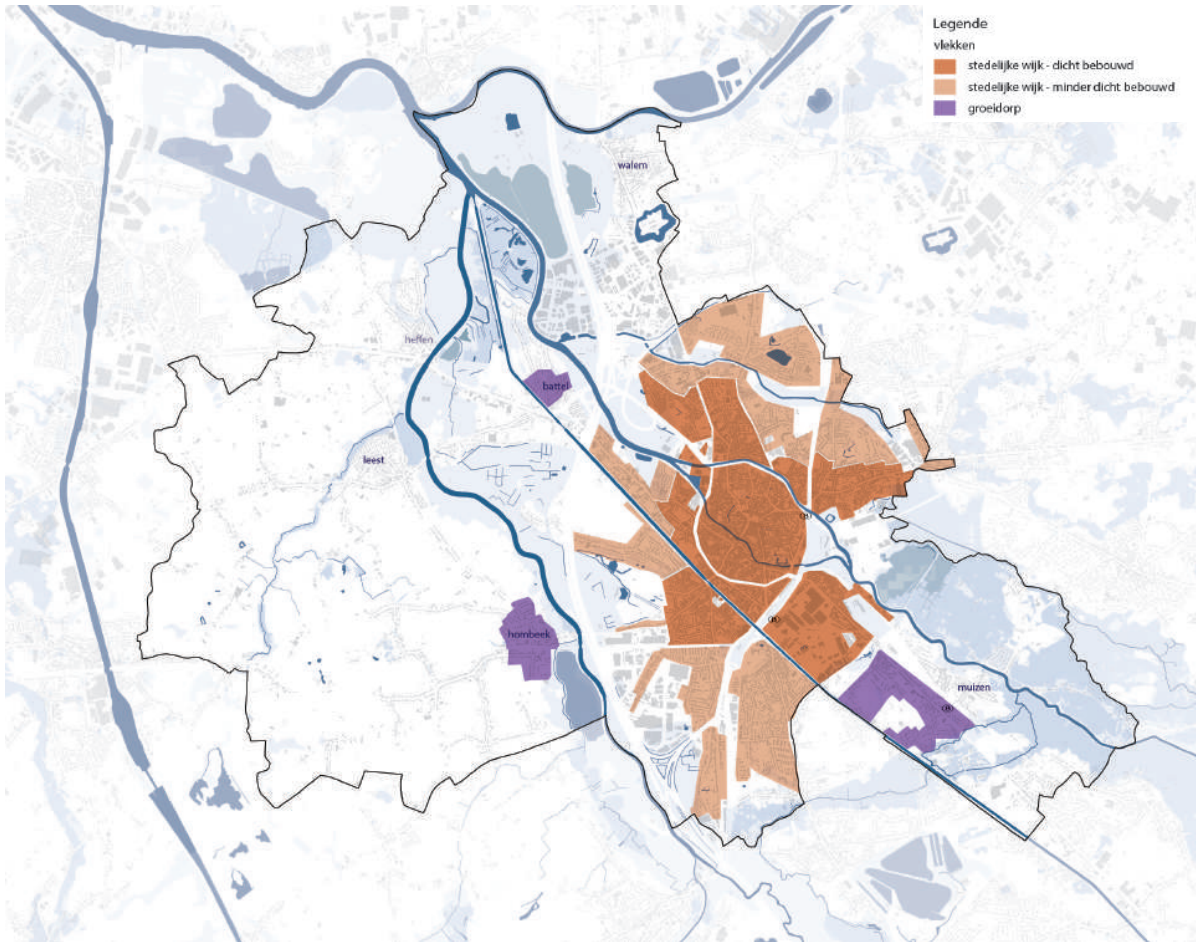 Legende
vlekken
stedelijke wijk - dicht bebouwd
stedelijke wijk - minder dicht bebouwd
groeidorp
walem
heffen
battel
leest
hombeek
muizen